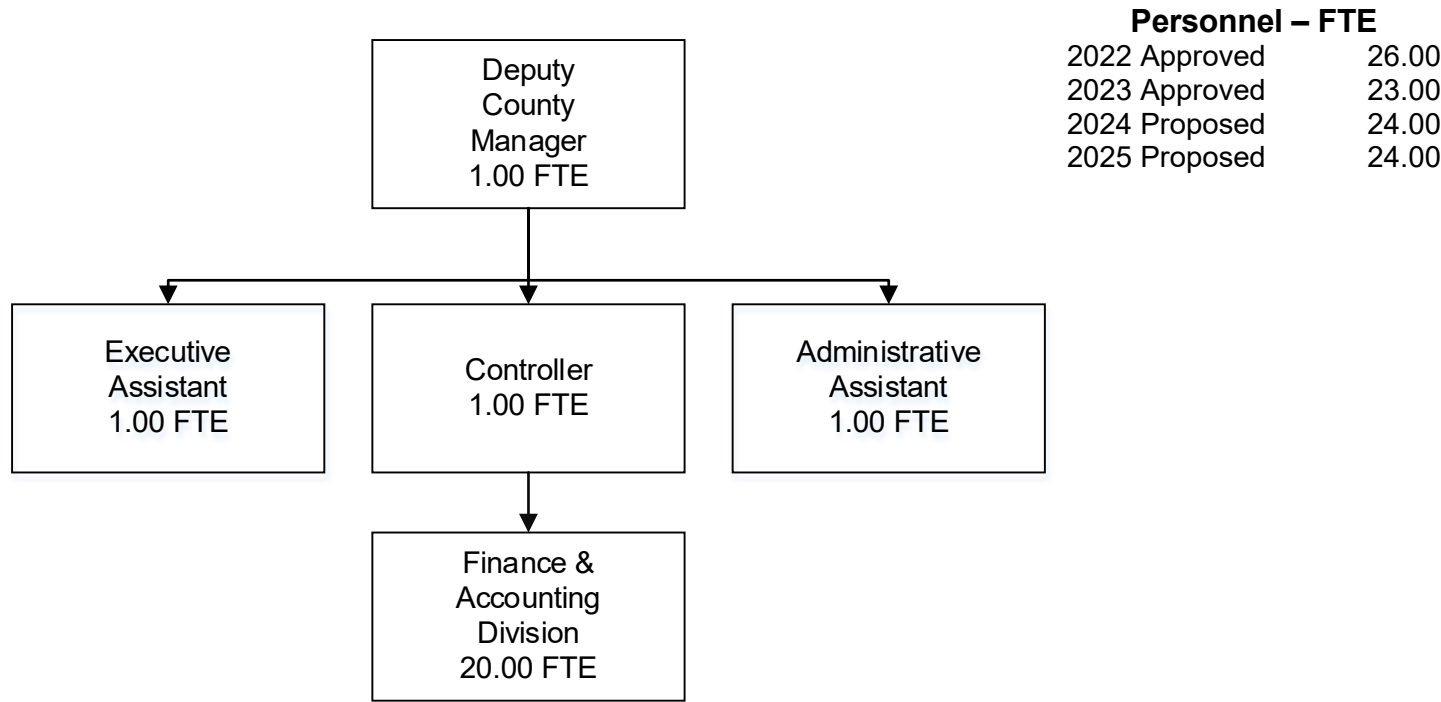 Personnel – FTE
2022 Approved 26.00
2023 Approved 23.00
2024 Proposed 24.00
2025 Proposed 24.00
Deputy
County
Manager
1.00 FTE
Executive
Assistant
1.00 FTE
Controller
1.00 FTE
Administrative
Assistant
1.00 FTE
Finance &
Accounting
Division
20.00 FTE